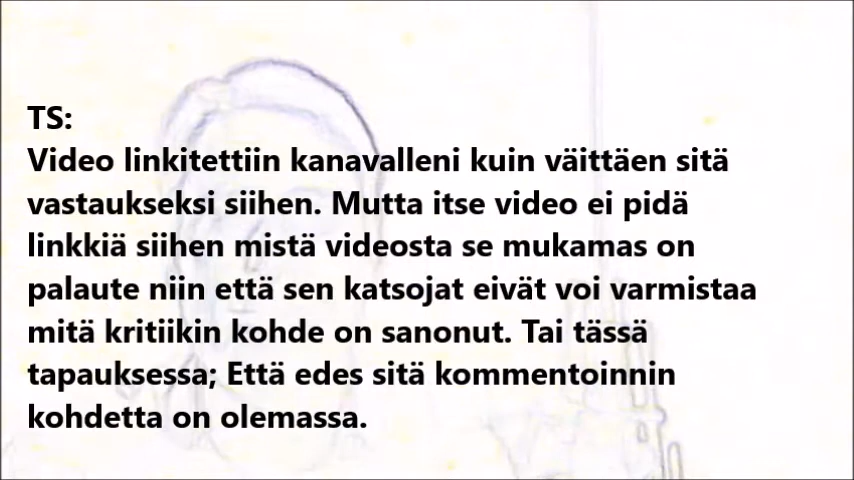 TS:
Video linkitettiin kanavalleni kuin väittäen sitä
vastaukseksi siihen. Mutta itse video ei pidä
linkkiä siihen mistä videosta se mukamas on
palaute niin että sen katsojat eivät voi varmistaa
mitä kritiikin kohde on sanonut. Tai tässä
tapauksessa; Että edes sitä kommentoinnin
kohdetta on olemassa.